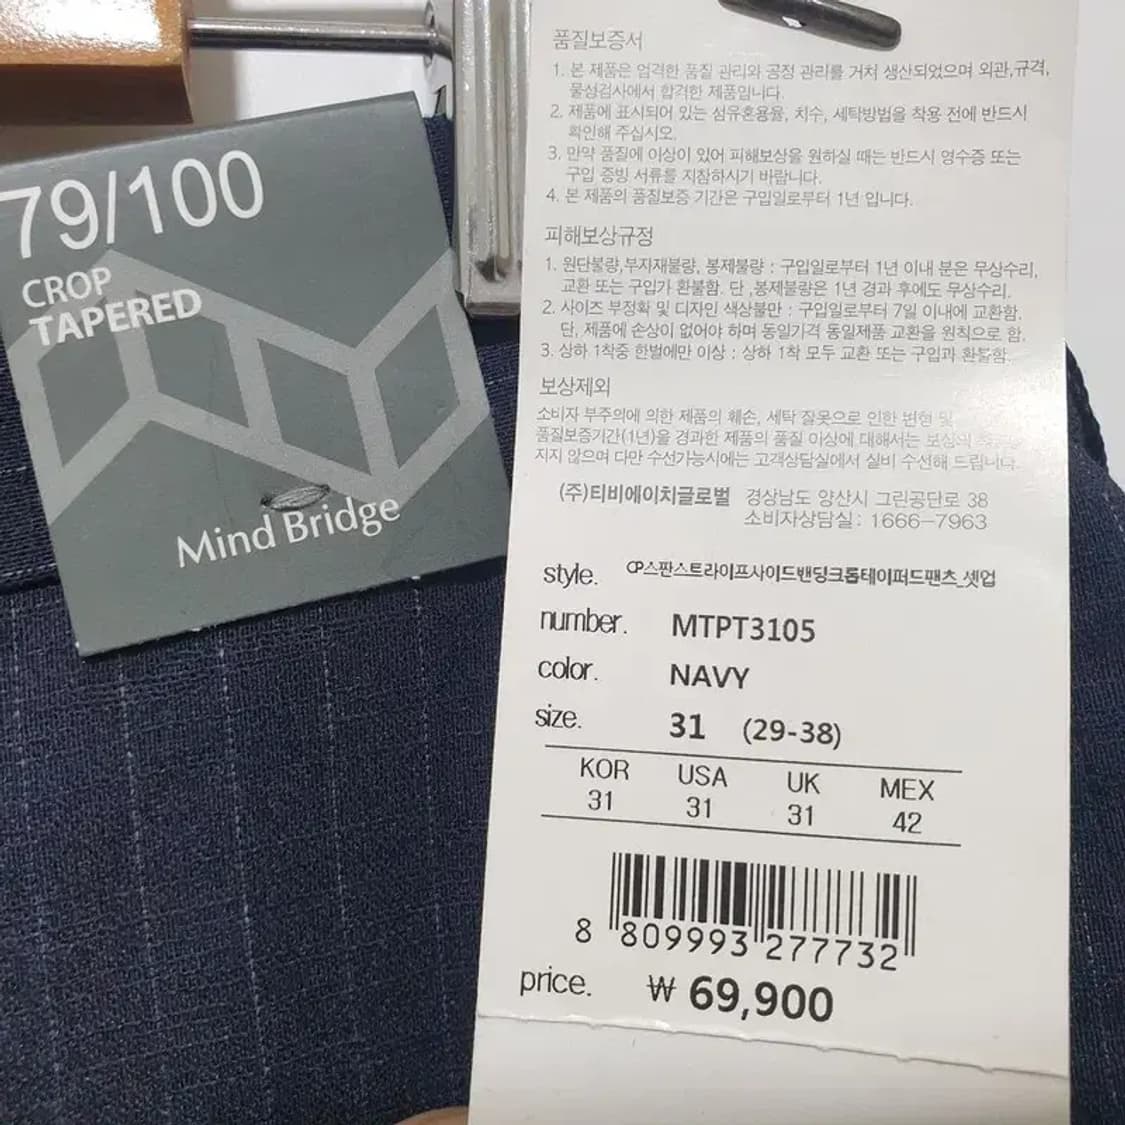 79/100
CROP
TAPERED
Mind Bridge
품질보증서
1. 본 제품은 엄격한 품질 관리와 공정 관리를 거쳐 생산되었으며 외관,규격,
물성검사에서 합격한 제품입니다.
2. 제품에 표시되어 있는 섬유혼용율, 치수, 세탁방법을 착용 전에 반드시
확인해 주십시오.
3. 만약 품질에 이상이 있어 피해보상을 원하실 때는 반드시 영수증 또는
구입 증빙 서류를 지참하시기 바랍니다.
4. 본 제품의 품질보증 기간은 구입일로부터 1년 입니다.
피해보상규정
1. 원단불량,부자재불량, 봉제불량 : 구입일로부터 1년 이내 분은 무상수리,
교환 또는 구입가 환불함. 단 ,봉제불량은 1년 경과 후에도 무상수리.
2. 사이즈 부정확 및 디자인 색상불만 : 구입일로부터 7일 이내에 교환함.
단, 제품에 손상이 없어야 하며 동일가격 동일제품 교환을 원칙으로 함.
3. 상하 1착중 한벌에만 이상 : 상하 1착 모두 교환 또는 구입과 환불함.
보상제외
소비자 부주의에 의한 제품의 훼손, 세탁 잘못으로 인한 변형 및
품질보증기간(1년)을 경과한 제품의 품질 이상에 대해서는 보상의
지지 않으며 다만 수선가능시에는 고객상담실에서 실비 수선해 드립니다.
(주)티비에이치글로벌 경상남도 양산시 그린공단로 38
소비자상담실: 1666-7963
style. CP스판스트라이프사이드밴딩크롭테이퍼드팬츠_셋업
number. MTPT3105
color. NAVY
size. 31 (29-38)
KOR USA UK MEX
31 31 31 42
8 809993 277732
price. ₩ 69,900